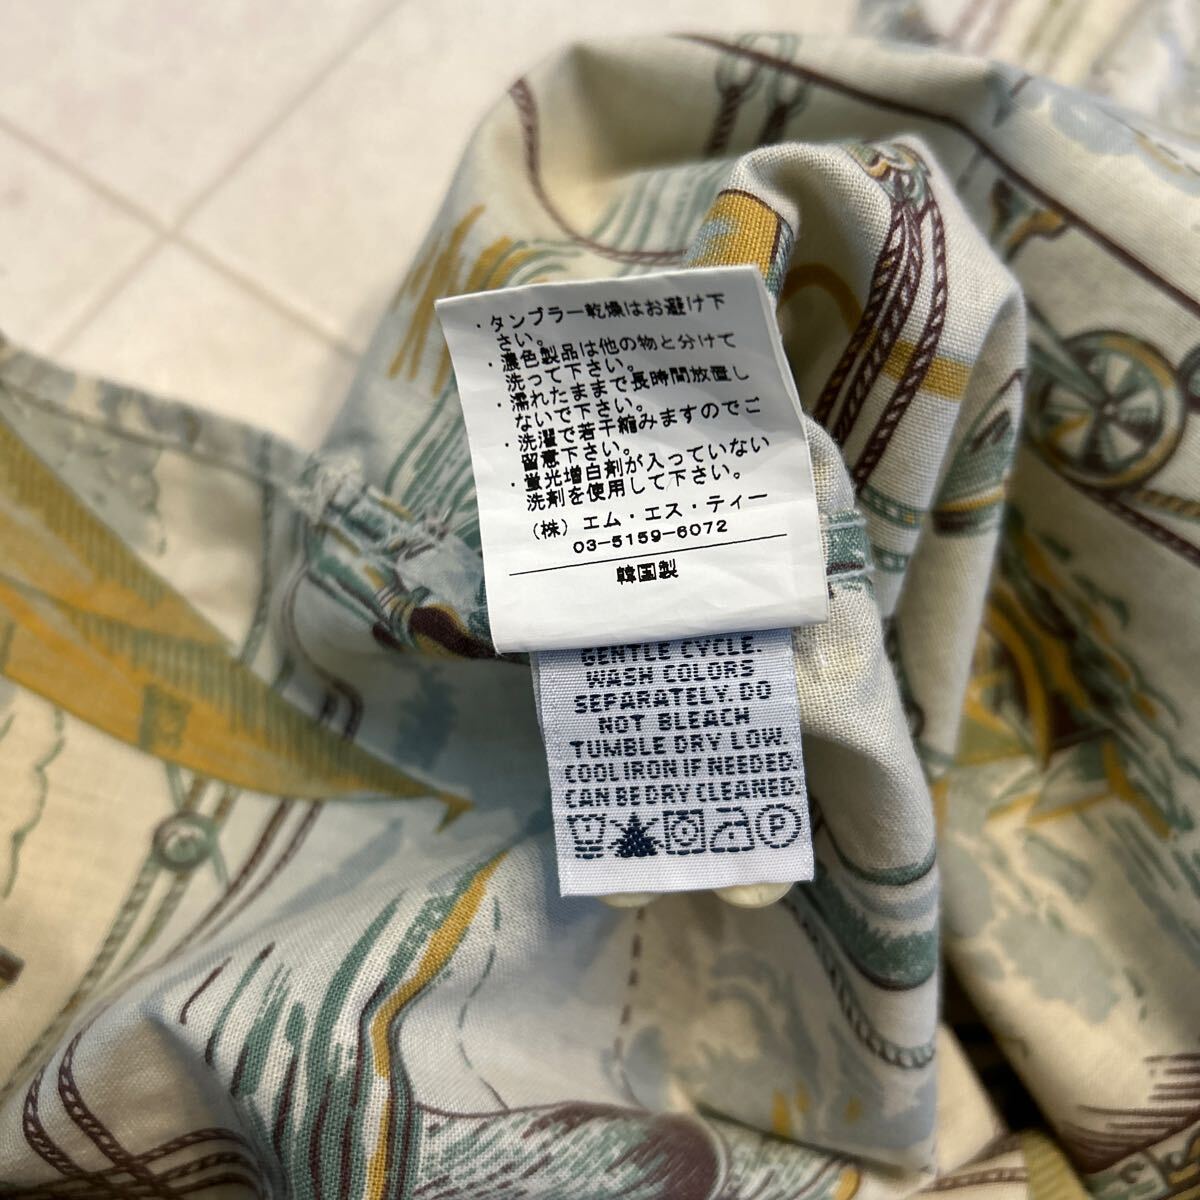 ・タンブラー乾燥はお避け下
さい。
・濃色製品は他の物と分けて
洗って下さい。
・濡れたままで長時間放置し
ないで下さい。
・洗濯で若干縮みますのでご
留意下さい。
・蛍光増白剤が入っていない
洗剤を使用して下さい。
(株) エム・エス・ティー
03-5159-6072
韓国製
GENTLE CYCLE.
WASH COLORS
SEPARATELY. DO
NOT BLEACH
TUMBLE DRY LOW.
COOL IRON IF NEEDED.
CAN BE DRY CLEANED.
P